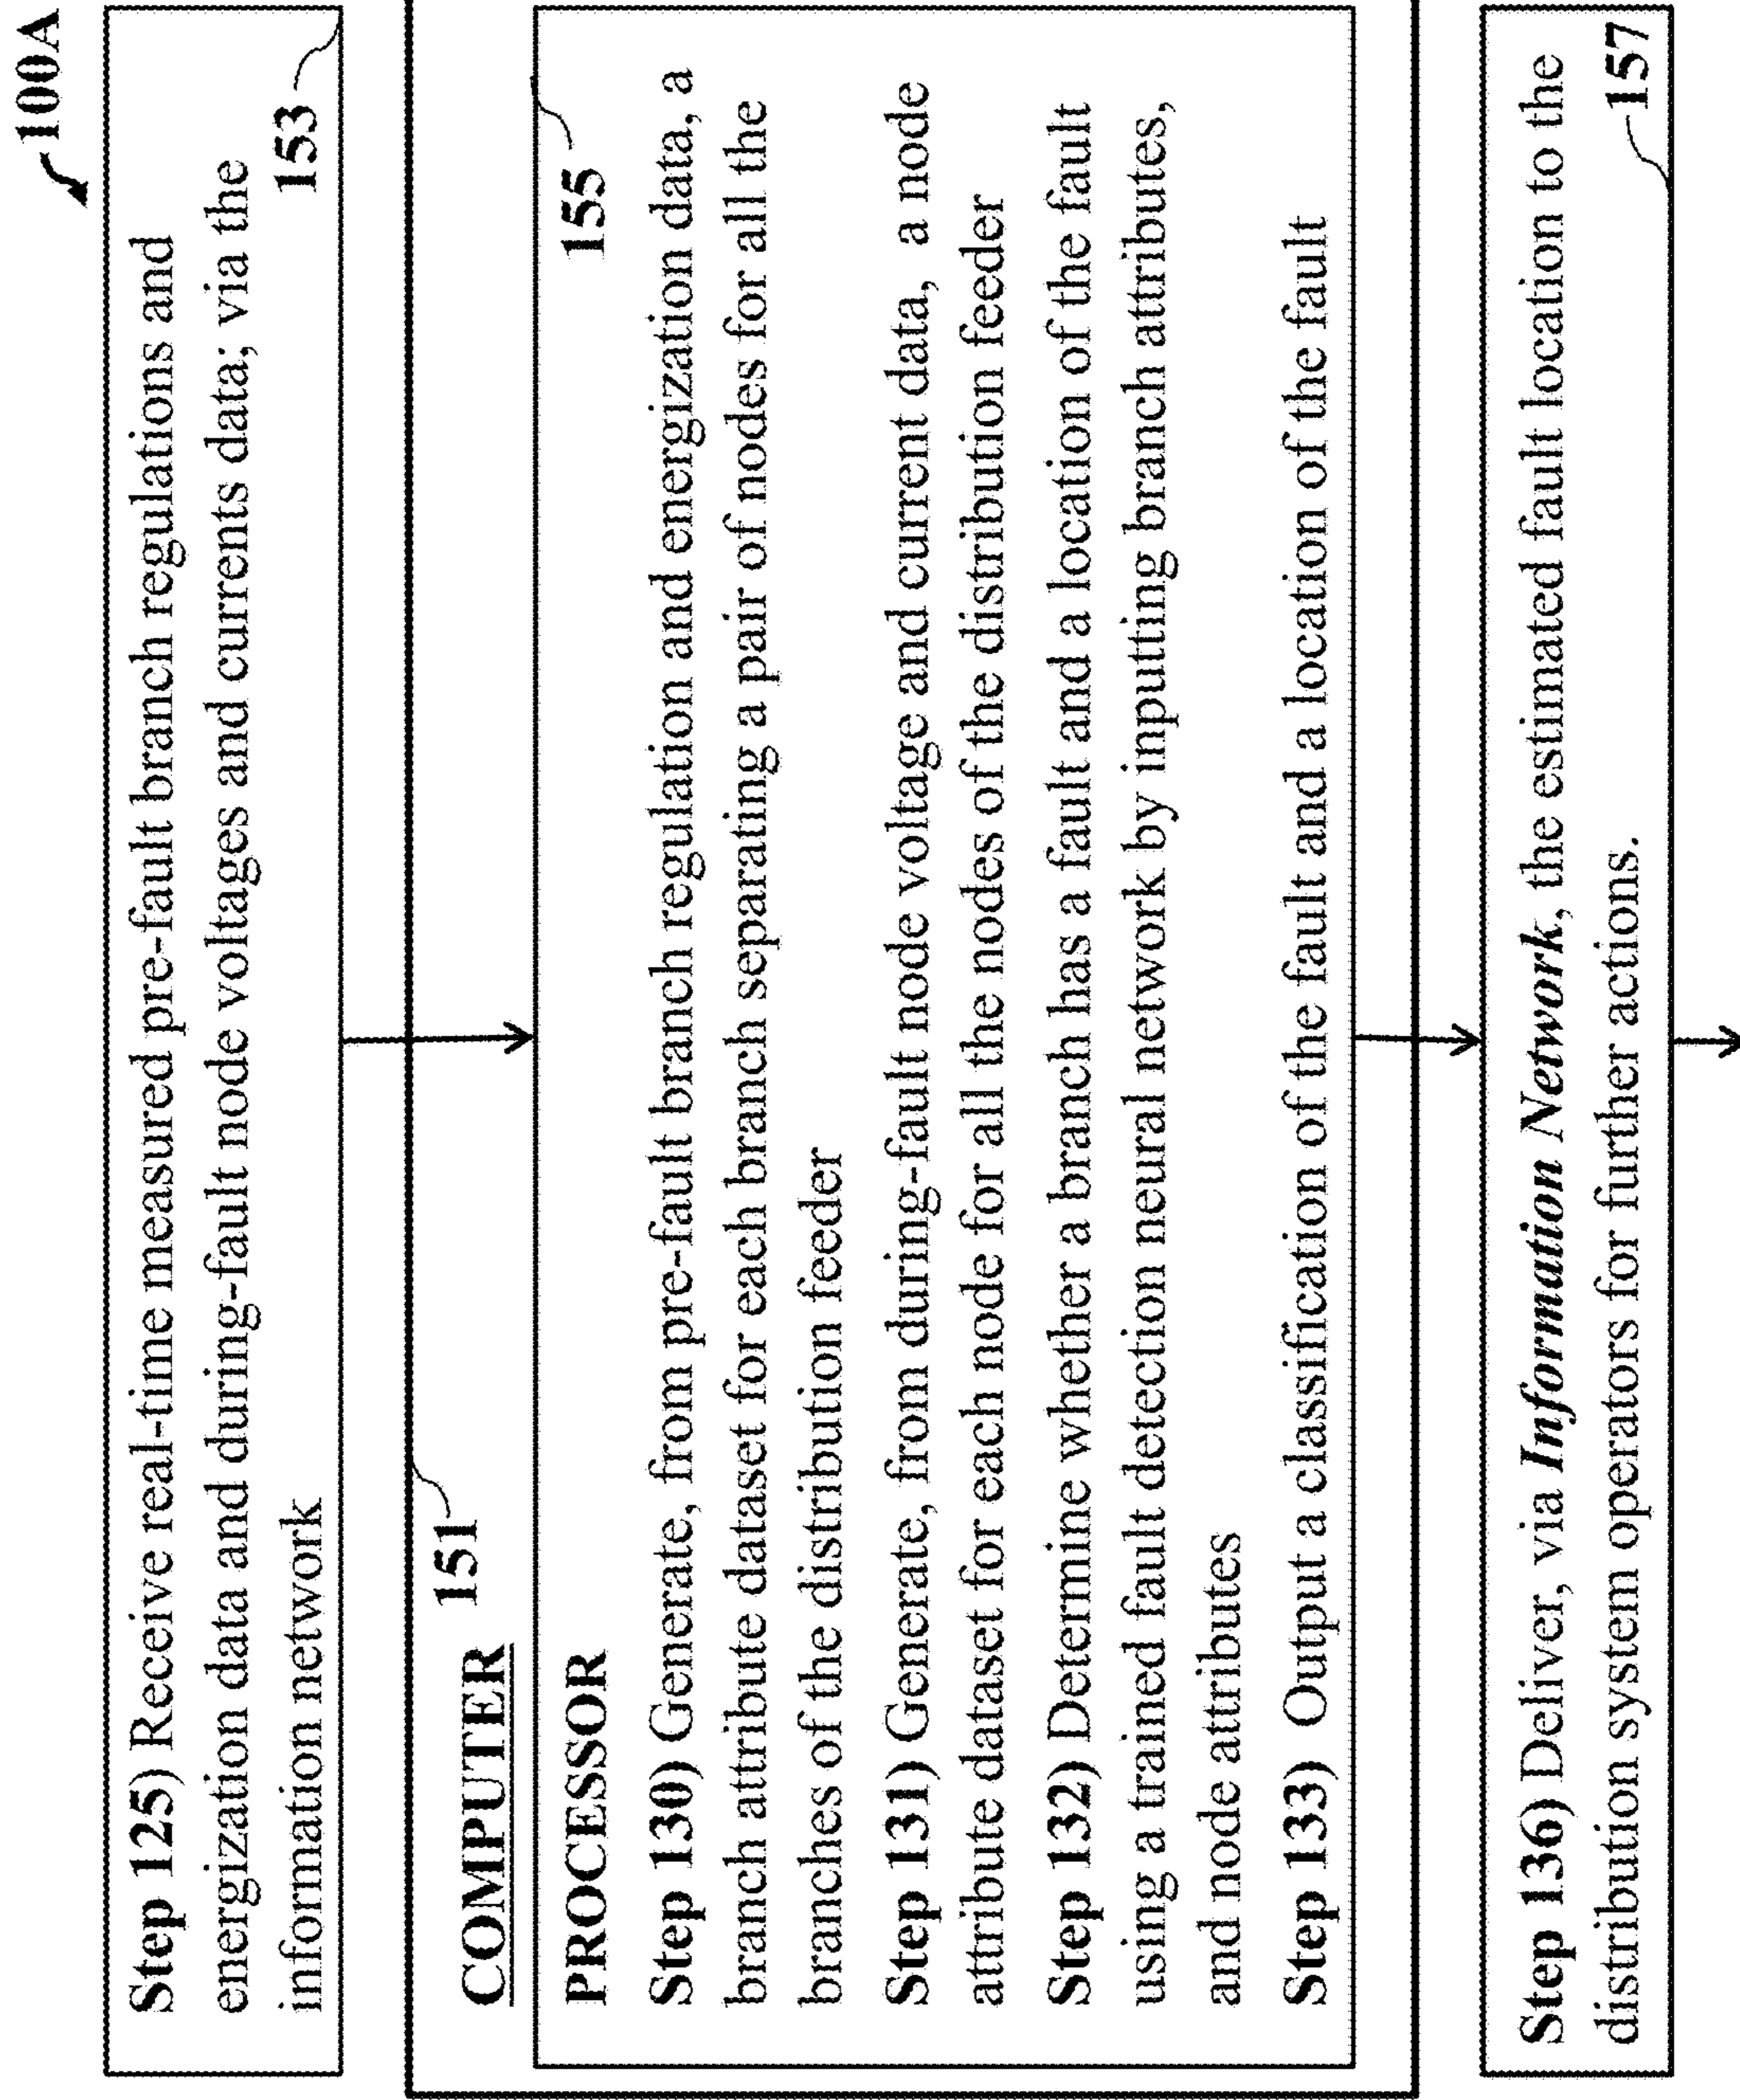 100A
Step 125) Receive real-time measured pre-fault branch regulations and
energization data and during-fault node voltages and currents data; via the
information network
153
COMPUTER 151
PROCESSOR
155
Step 130) Generate, from pre-fault branch regulation and energization data, a
branch attribute dataset for each branch separating a pair of nodes for all the
branches of the distribution feeder
Step 131) Generate, from during-fault node voltage and current data, a node
attribute dataset for each node for all the nodes of the distribution feeder
Step 132) Determine whether a branch has a fault and a location of the fault
using a trained fault detection neural network by inputing branch attributes,
and node attributes
Step 133) Output a classification of the fault and a location of the fault
Step 136) Deliver, via Information Network, the estimated fault location to the
distribution system operators for further actions.
157